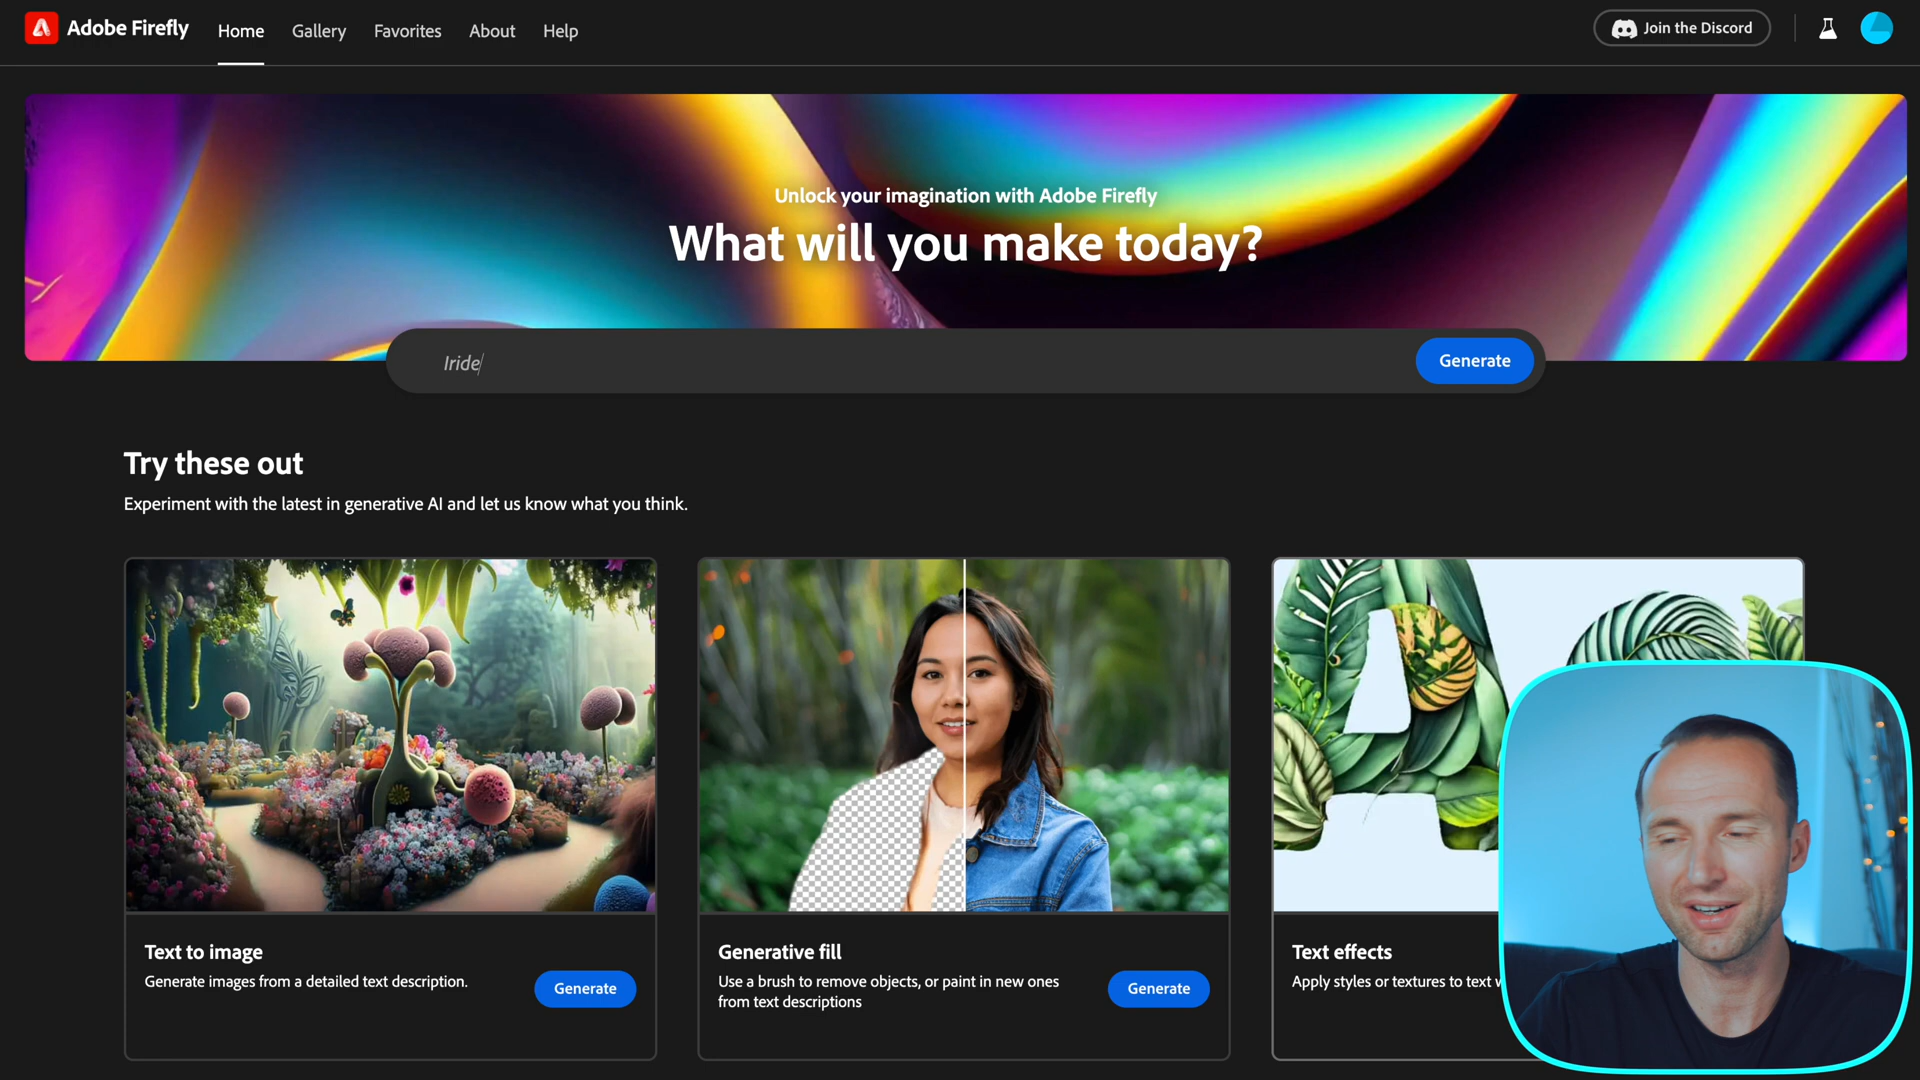 Adobe Firefly
Home
Gallery
Favorites
About
Help
Join the Discord
Unlock your imagination with Adobe Firefly
What will you make today?
Iride
Generate
Try these out
Experiment with the latest in generative AI and let us know what you think.
Text to image
Generate images from a detailed text description.
Generate
Generative fill
Use a brush to remove objects, or paint in new ones
from text descriptions
Generate
Text effects
Apply styles or textures to text